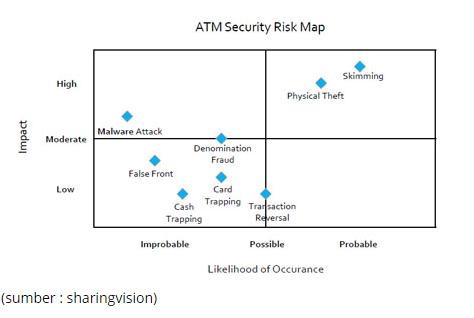 ATM Security Risk Map
High
Skimming
Physical Theft
Impact
Malware Attack
Moderate
Denomination
Fraud
False Front
Low
Card
Trapping
Cash
Trapping
Transaction
Reversal
Improbable
Possible
Probable
Likelihood of Occurance
(sumber : sharingvision)